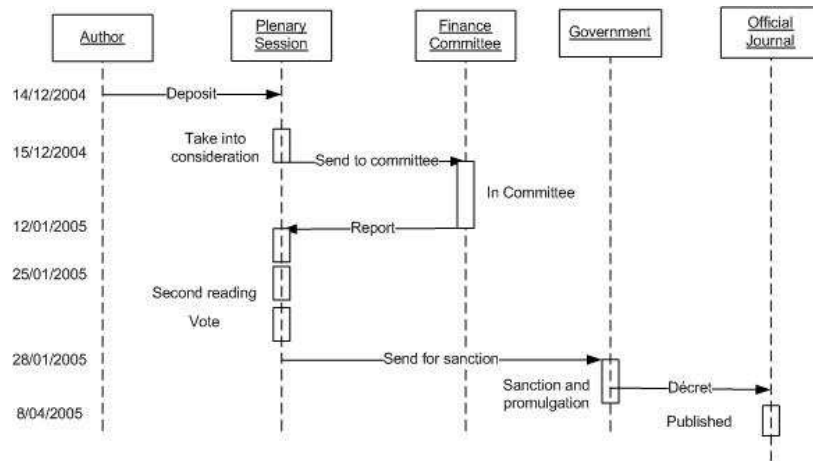 Author
Plenary
Session
Finance
Committee
Government
Official
Journal
14/12/2004
Deposit
Take into
consideration
15/12/2004
Send to committee
In Committee
12/01/2005
Report
25/01/2005
Second reading
Vote
28/01/2005
Send for sanction
Sanction and
promulgation
Décret
8/04/2005
Published